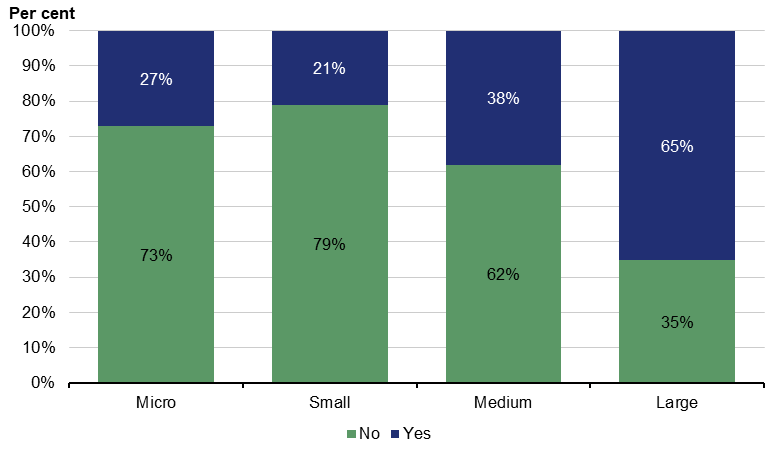 Per cent
100%
90%
80%
70%
60%
50%
40%
30%
20%
10%
0%
27%
21%
38%
65%
73%
79%
62%
35%
Micro
Small
Medium
Large
No
Yes